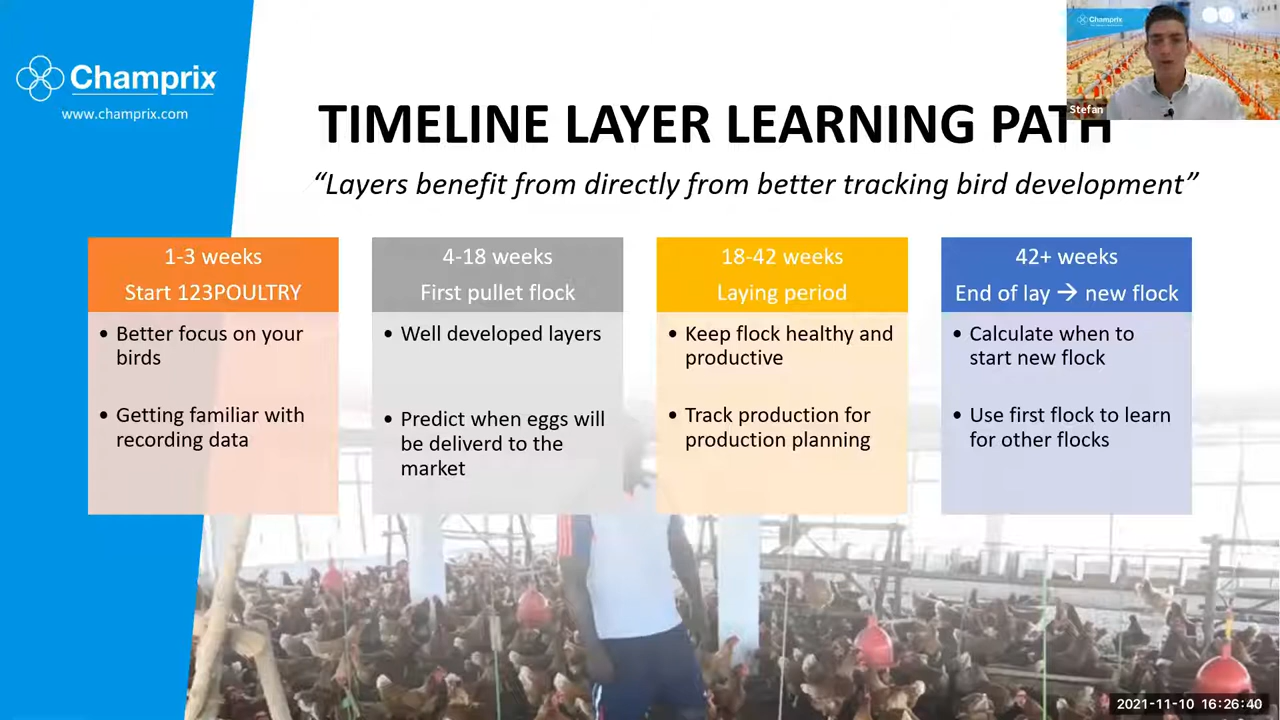 Champrix
www.champrix.com
Champrix
Stefan
TIMELINE LAYER LEARNING PATH
“Layers benefit from directly from better tracking bird development”
1-3 weeks
Start 123POULTRY
• Better focus on your
birds
• Getting familiar with
recording data
4-18 weeks
First pullet flock
• Well developed layers
• Predict when eggs will
be deliverd to the
market
18-42 weeks
Laying period
• Keep flock healthy and
productive
• Track production for
production planning
42+ weeks
End of lay → new flock
• Calculate when to
start new flock
• Use first flock to learn
for other flocks
2021-11-10 16:26:40